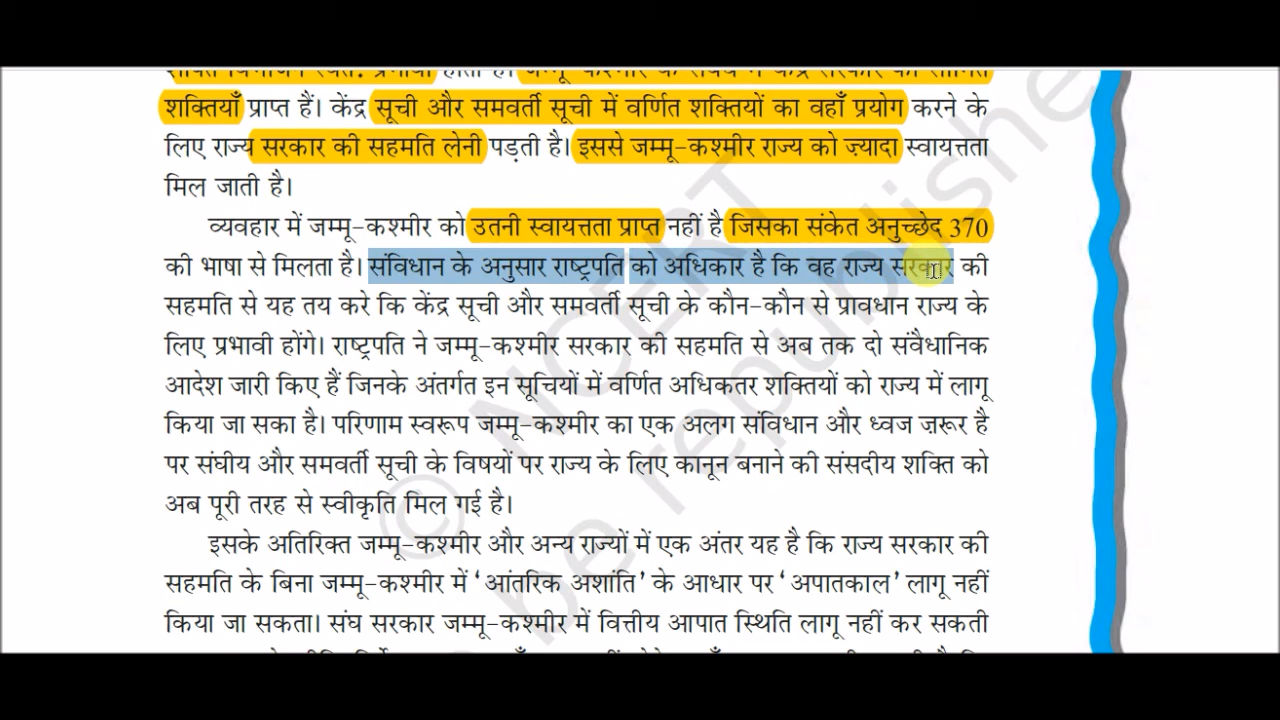 शक्तियाँ प्राप्त हैं। केंद्र सूची और समवर्ती सूची में वर्णित शक्तियों का वहाँ प्रयोग करने के
लिए राज्य सरकार की सहमति लेनी पड़ती है। इससे जम्मू-कश्मीर राज्य को ज़्यादा स्वायत्तता
मिल जाती है।
व्यवहार में जम्मू-कश्मीर को उतनी स्वायत्तता प्राप्त नहीं है जिसका संकेत अनुच्छेद 370
की भाषा से मिलता है। संविधान के अनुसार राष्ट्रपति को अधिकार है कि वह राज्य सरकार की
सहमति से यह तय करे कि केंद्र सूची और समवर्ती सूची के कौन-कौन से प्रावधान राज्य के
लिए प्रभावी होंगे। राष्ट्रपति ने जम्मू-कश्मीर सरकार की सहमति से अब तक दो संवैधानिक
आदेश जारी किए हैं जिनके अंतर्गत इन सूचियों में वर्णित अधिकतर शक्तियों को राज्य में लागू
किया जा सका है। परिणाम स्वरूप जम्मू-कश्मीर का एक अलग संविधान और ध्वज ज़रूर है
पर संघीय और समवर्ती सूची के विषयों पर राज्य के लिए कानून बनाने की संसदीय शक्ति को
अब पूरी तरह से स्वीकृति मिल गई है।
इसके अतिरिक्त जम्मू-कश्मीर और अन्य राज्यों में एक अंतर यह है कि राज्य सरकार की
सहमति के बिना जम्मू-कश्मीर में ‘आंतरिक अशांति’ के आधार पर ‘अपातकाल’ लागू नहीं
किया जा सकता। संघ सरकार जम्मू-कश्मीर में वित्तीय आपात स्थिति लागू नहीं कर सकती
© NCERT
be republished